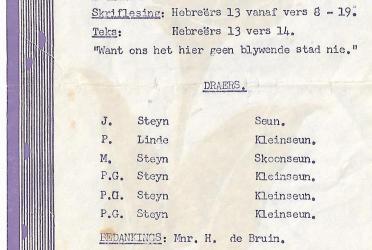 Skriflesing: Hebreërs 13 vanaf vers 8 - 19.
Teks: Hebreërs 13 vers 14.
"Want ons het hier geen blywende stad nie."
DRAERS.
J. Steyn Seun.
P. Linde Kleinseun.
M. Steyn Skoonseun.
P.G. Steyn Kleinseun.
P.G. Steyn Kleinseun.
P.G. Steyn Kleinseun.
BEDANKINGS: Mnr. H. de Bruin.